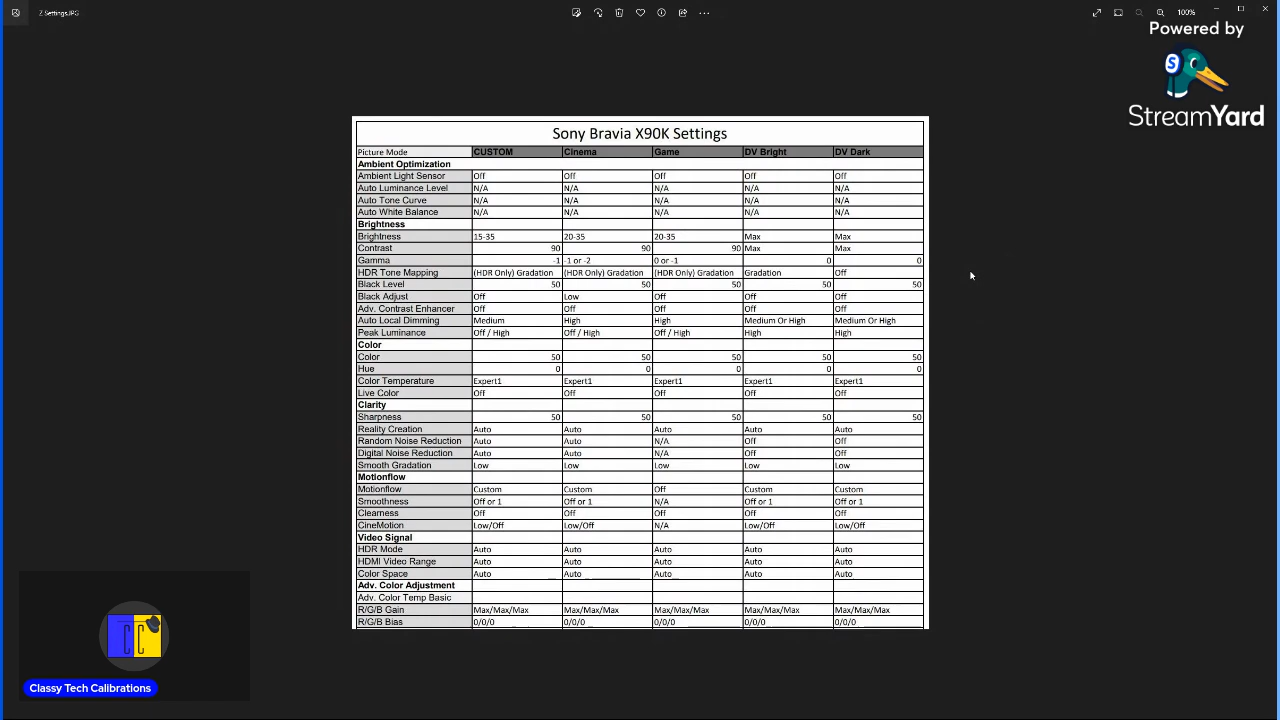 Z Settings.JPG
100%
Powered by
S
StreamYard
Sony Bravia X90K Settings
Picture Mode CUSTOM Cinema Game DV Bright DV Dark
Ambient Optimization
Ambient Light Sensor Off Off Off Off Off
Auto Luminance Level N/A N/A N/A N/A N/A
Auto Tone Curve N/A N/A N/A N/A N/A
Auto White Balance N/A N/A N/A N/A N/A
Brightness
Brightness 15-35 20-35 20-35 Max Max
Contrast 90 90 90 Max Max
Gamma -1 -1 or -2 0 or -1 0 0
HDR Tone Mapping (HDR Only) Gradation (HDR Only) Gradation (HDR Only) Gradation Gradation Off
Black Level 50 50 50 50 50
Black Adjust Off Low Off Off Off
Adv. Contrast Enhancer Off Off Off Off Off
Auto Local Dimming Medium High High Medium Or High Medium Or High
Peak Luminance Off / High Off / High Off / High High High
Color
Color 50 50 50 50 50
Hue 0 0 0 0 0
Color Temperature Expert1 Expert1 Expert1 Expert1 Expert1
Live Color Off Off Off Off Off
Clarity
Sharpness 50 50 50 50 50
Reality Creation Auto Auto Auto Auto Auto
Random Noise Reduction Auto Auto N/A Off Off
Digital Noise Reduction Auto Auto N/A Off Off
Smooth Gradation Low Low Low Low Low
Motionflow
Motionflow Custom Custom Off Custom Custom
Smoothness Off or 1 Off or 1 N/A Off or 1 Off or 1
Clearness Off Off Off Off Off
CineMotion Low/Off Low/Off N/A Low/Off Low/Off
Video Signal
HDR Mode Auto Auto Auto Auto Auto
HDMI Video Range Auto Auto Auto Auto Auto
Color Space Auto Auto Auto Auto Auto
Adv. Color Adjustment
Adv. Color Temp Basic
R/G/B Gain Max/Max/Max Max/Max/Max Max/Max/Max Max/Max/Max Max/Max/Max
R/G/B Bias 0/0/0 0/0/0 0/0/0 0/0/0 0/0/0
CC
Classy Tech Calibrations